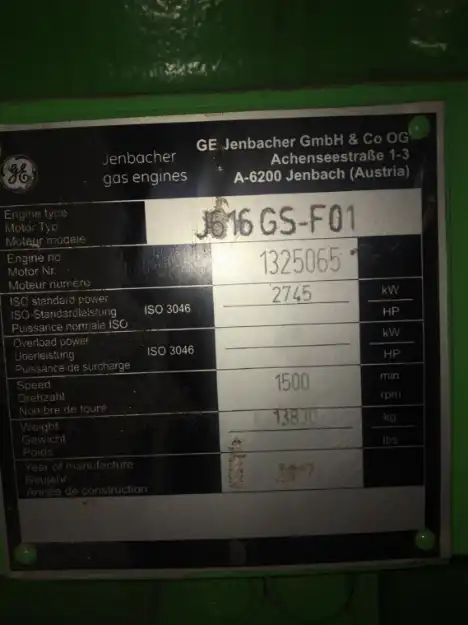 GE
Jenbacher
gas engines
GE Jenbacher GmbH & Co OG
Achenseestraße 1-3
A-6200 Jenbach (Austria)
Engine type
Motor Typ
Moteur modele
J616 GS-F01
Engine no
Motor Nr.
Moteur numero
1325065
ISO standard power
ISO-Standardleistung
Puissance normale ISO
ISO 3046
2745
kW
HP
Overload power
Überleistung
Puissance de surcharge
ISO 3046
kW
HP
Speed
Drehzahl
Nombre de tours
1500
min
rpm
Weight
Gewicht
Poids
kg
lbs
Year of manufacture
Baujahr
Année de construction